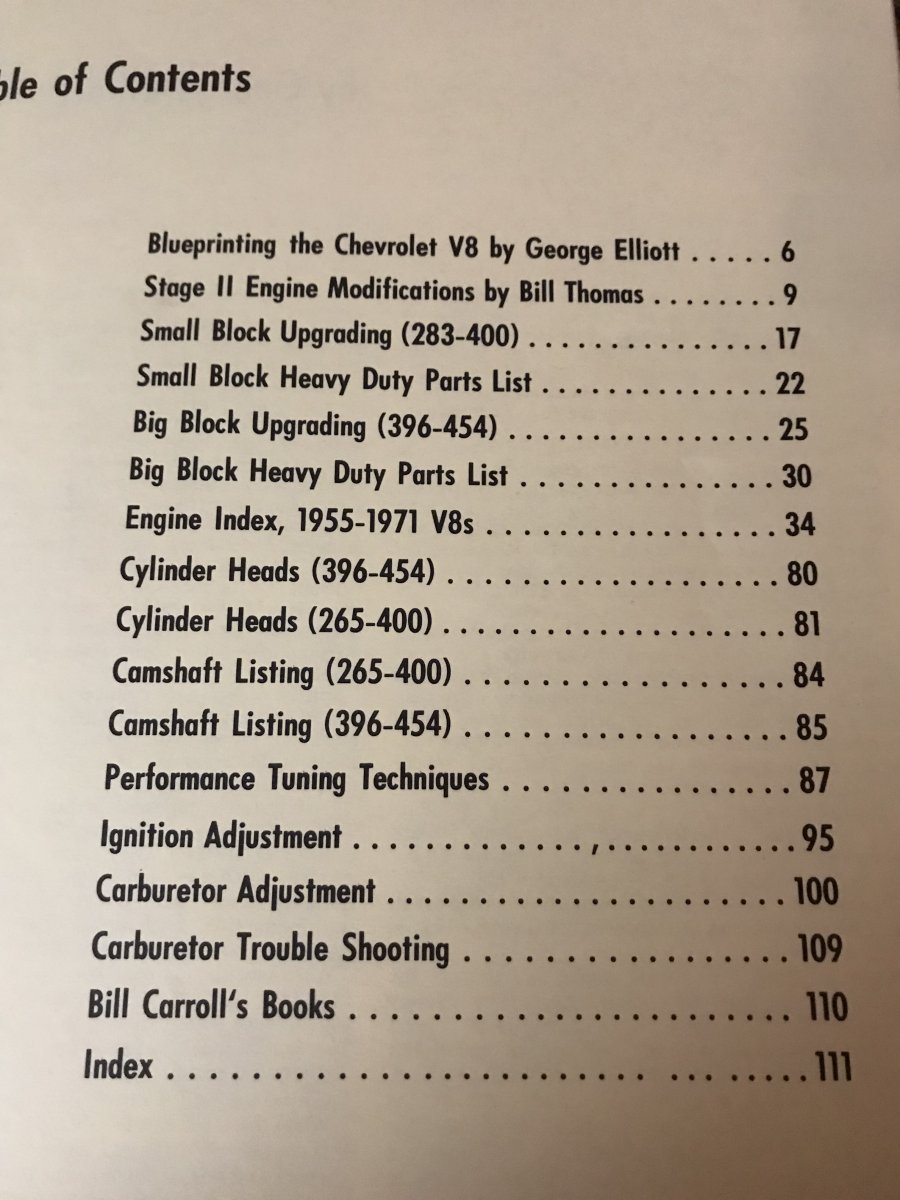 ble of Contents
Blueprinting the Chevrolet V8 by George Elliott . . . . . 6
Stage II Engine Modifications by Bill Thomas . . . . . . . . 9
Small Block Upgrading (283-400) . . . . . . . . . . . . . . . 17
Small Block Heavy Duty Parts List . . . . . . . . . . . . . . 22
Big Block Upgrading (396-454) . . . . . . . . . . . . . . . . 25
Big Block Heavy Duty Parts List . . . . . . . . . . . . . . . 30
Engine Index, 1955-1971 V8s . . . . . . . . . . . . . . . . . 34
Cylinder Heads (396-454) . . . . . . . . . . . . . . . . . . . 80
Cylinder Heads (265-400) . . . . . . . . . . . . . . . . . . . . 81
Camshaft Listing (265-400) . . . . . . . . . . . . . . . . . . 84
Camshaft Listing (396-454) . . . . . . . . . . . . . . . . . . 85
Performance Tuning Techniques . . . . . . . . . . . . . . . . 87
Ignition Adjustment . . . . . . . . . . . . . , . . . . . . . . . . . 95
Carburetor Adjustment . . . . . . . . . . . . . . . . . . . . . . 100
Carburetor Trouble Shooting . . . . . . . . . . . . . . . . . 109
Bill Carroll's Books . . . . . . . . . . . . . . . . . . . . . . . 110
Index . . . . . . . . . . . . . . . . . . . . . . . . . . . . . . . . 111